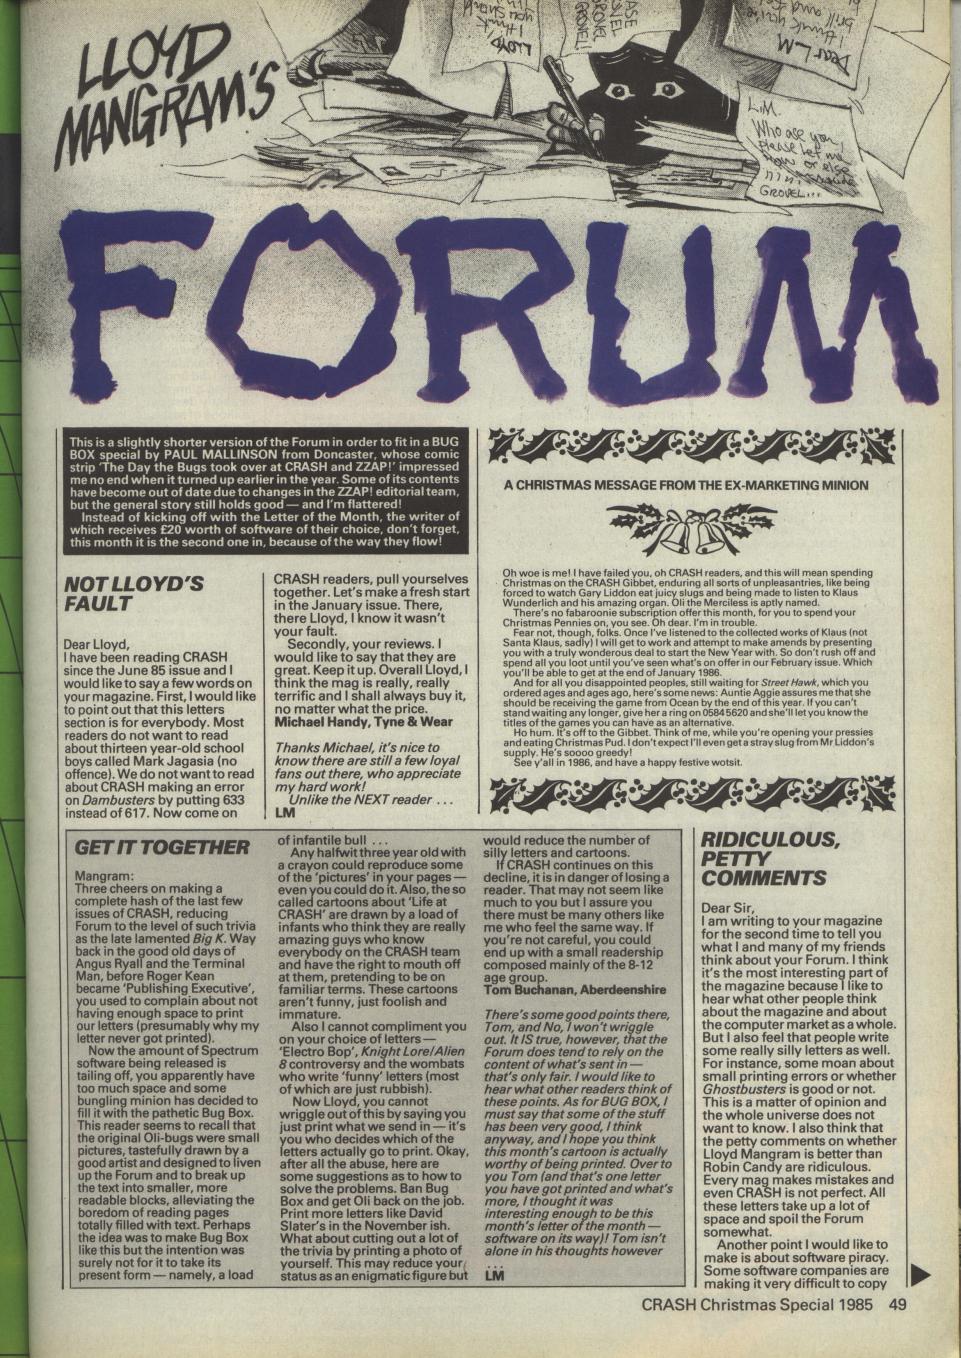 LLOYD
MANGRAM'S
LLOYD
GROVEL!
Dear LM
I think
L.M.
Who are you
Please let me
know or else
GROVEL...
FORUM
This is a slightly shorter version of the Forum in order to fit in a BUG
BOX special by PAUL MALLINSON from Doncaster, whose comic
strip 'The Day the Bugs took over at CRASH and ZZAP!' impressed
me no end when it turned up earlier in the year. Some of its contents
have become out of date due to changes in the ZZAP! editorial team,
but the general story still holds good — and I'm flattered!
Instead of kicking off with the Letter of the Month, the writer of
which receives £20 worth of software of their choice, don't forget,
this month it is the second one in, because of the way they flow!
NOT LLOYD'S
FAULT
Dear Lloyd,
I have been reading CRASH
since the June 85 issue and I
would like to say a few words on
your magazine. First, I would like
to point out that this letters
section is for everybody. Most
readers do not want to read
about thirteen year-old school
boys called Mark Jagasia (no
offence). We do not want to read
about CRASH making an error
on Dambusters by putting 633
instead of 617. Now come on
CRASH readers, pull yourselves
together. Let's make a fresh start
in the January issue. There,
there Lloyd, I know it wasn't
your fault.
Secondly, your reviews. I
would like to say that they are
great. Keep it up. Overall Lloyd, I
think the mag is really, really
terrific and I shall always buy it,
no matter what the price.
Michael Handy, Tyne & Wear
Thanks Michael, it's nice to
know there are still a few loyal
fans out there, who appreciate
my hard work!
Unlike the NEXT reader ...
LM
A CHRISTMAS MESSAGE FROM THE EX-MARKETING MINION
Oh woe is me! I have failed you, oh CRASH readers, and this will mean spending
Christmas on the CRASH Gibbet, enduring all sorts of unpleasantries, like being
forced to watch Gary Liddon eat juicy slugs and being made to listen to Klaus
Wunderlich and his amazing organ. Oli the Merciless is aptly named.
There's no fabaroonie subscription offer this month, for you to spend your
Christmas Pennies on, you see. Oh dear. I'm in trouble.
Fear not, though, folks. Once I've listened to the collected works of Klaus (not
Santa Klaus, sadly) I will get to work and attempt to make amends by presenting
you with a truly wonderous deal to start the New Year with. So don't rush off and
spend all you loot until you've seen what's on offer in our February issue. Which
you'll be able to get at the end of January 1986.
And for all you disappointed peoples, still waiting for Street Hawk, which you
ordered ages and ages ago, here's some news: Auntie Aggie assures me that she
should be receiving the game from Ocean by the end of this year. If you can't
stand waiting any longer, give her a ring on 0584 5620 and she'll let you know the
titles of the games you can have as an alternative.
Ho hum. It's off to the Gibbet. Think of me, while you're opening your pressies
and eating Christmas Pud. I don't expect I'll even get a stray slug from Mr Liddon's
supply. He's soooo greedy!
See y'all in 1986, and have a happy festive wotsit.
GET IT TOGETHER
Mangram:
Three cheers on making a
complete hash of the last few
issues of CRASH, reducing
Forum to the level of such trivia
as the late lamented Big K. Way
back in the good old days of
Angus Ryall and the Terminal
Man, before Roger Kean
became 'Publishing Executive',
you used to complain about not
having enough space to print
our letters (presumably why my
letter never got printed).
Now the amount of Spectrum
software being released is
tailing off, you apparently have
too much space and some
bungling minion has decided to
fill it with the pathetic Bug Box.
This reader seems to recall that
the original Oli-bugs were small
pictures, tastefully drawn by a
good artist and designed to liven
up the Forum and to break up
the text into smaller, more
readable blocks, alleviating the
boredom of reading pages
totally filled with text. Perhaps
the idea was to make Bug Box
like this but the intention was
surely not for it to take its
present form — namely, a load
of infantile bull ...
Any halfwit three year old with
a crayon could reproduce some
of the 'pictures' in your pages —
even you could do it. Also, the so
called cartoons about 'Life at
CRASH' are drawn by a load of
infants who think they are really
amazing guys who know
everybody on the CRASH team
and have the right to mouth off
at them, pretending to be on
familiar terms. These cartoons
aren't funny, just foolish and
immature.
Also I cannot compliment you
on your choice of letters —
'Electro Bop', Knight Lore/Alien
8 controversy and the wombats
who write 'funny' letters (most
of which are just rubbish).
Now Lloyd, you cannot
wriggle out of this by saying you
just print what we send in — it's
you who decides which of the
letters actually go to print. Okay,
after all the abuse, here are
some suggestions as to how to
solve the problems. Ban Bug
Box and get Oli back on the job.
Print more letters like David
Slater's in the November ish.
What about cutting out a lot of
the trivia by printing a photo of
yourself. This may reduce your
status as an enigmatic figure but
would reduce the number of
silly letters and cartoons.
If CRASH continues on this
decline, it is in danger of losing a
reader. That may not seem like
much to you but I assure you
there must be many others like
me who feel the same way. If
you're not careful, you could
end up with a small readership
composed mainly of the 8-12
age group.
Tom Buchanan, Aberdeenshire
There's some good points there,
Tom, and No, I won't wriggle
out. It IS true, however, that the
Forum does tend to rely on the
content of what's sent in —
that's only fair. I would like to
hear what other readers think of
these points. As for BUG BOX, I
must say that some of the stuff
has been very good, I think
anyway, and I hope you think
this month's cartoon is actually
worthy of being printed. Over to
you Tom (and that's one letter
you have got printed and what's
more, I thought it was
interesting enough to be this
month's letter of the month —
software on its way)! Tom isn't
alone in his thoughts however
...
LM
RIDICULOUS,
PETTY
COMMENTS
Dear Sir,
I am writing to your magazine
for the second time to tell you
what I and many of my friends
think about your Forum. I think
it's the most interesting part of
the magazine because I like to
hear what other people think
about the magazine and about
the computer market as a whole.
But I also feel that people write
some really silly letters as well.
For instance, some moan about
small printing errors or whether
Ghostbusters is good or not.
This is a matter of opinion and
the whole universe does not
want to know. I also think that
the petty comments on whether
Lloyd Mangram is better than
Robin Candy are ridiculous.
Every mag makes mistakes and
even CRASH is not perfect. All
these letters take up a lot of
space and spoil the Forum
somewhat.
Another point I would like to
make is about software piracy.
Some software companies are
making it very difficult to copy
CRASH Christmas Special 1985 49